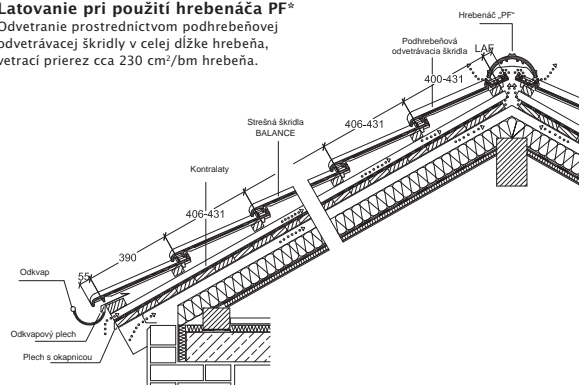 Latovanie pri použití hrebenáča PF*
Odvetranie prostredníctvom podhrebeňovej
odvetrávacej škridly v celej dĺžke hrebeňa,
vetrací prierez cca 230 cm²/bm hrebeňa.
Hrebenáč „PF“
Podhrebeňová
odvetrávacia škridla
LAF
400-431
406-431
Strešná škridla
BALANCE
Kontralaty
406-431
390
55
Odkvap
Odkvapový plech
Plech s okapnicou